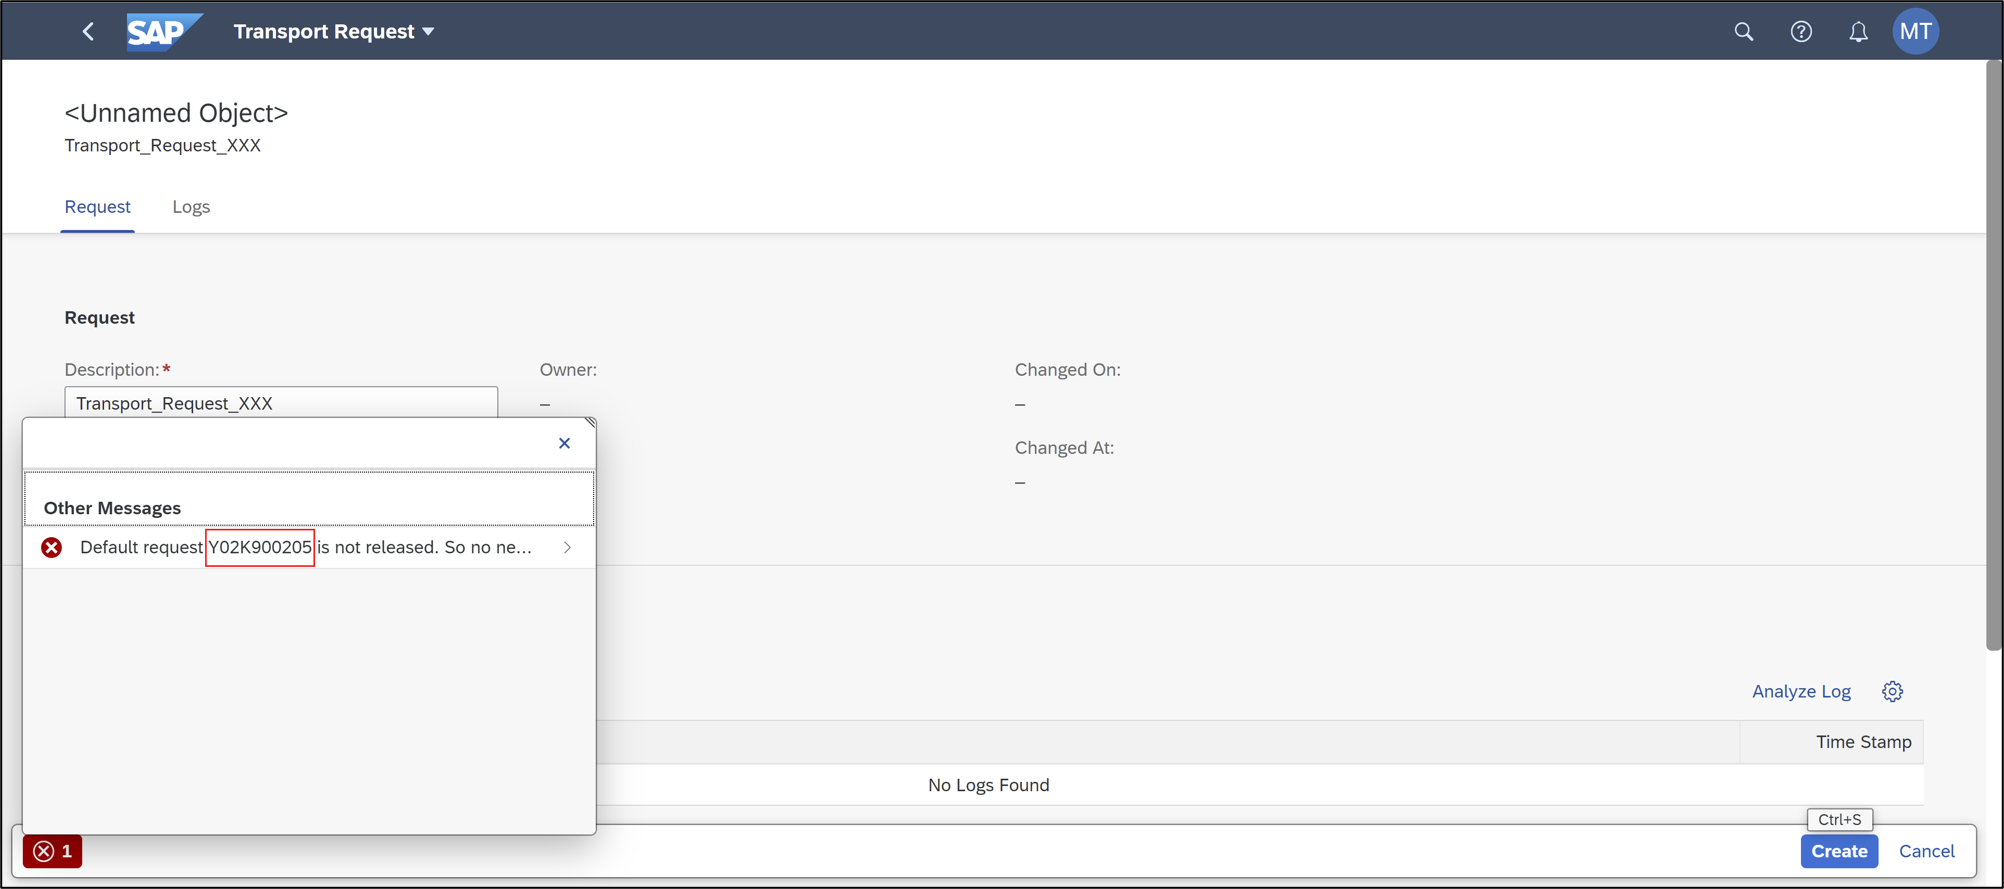 SAP Transport Request MT
<Unnamed Object>
Transport_Request_XXX
Request Logs
Request
Description:* Owner: Changed On:
Transport_Request_XXX – –
Changed At:
–
Other Messages
Default request Y02K900205 is not released. So no ne...
Analyze Log
Time Stamp
No Logs Found
Ctrl+S
1 Create Cancel